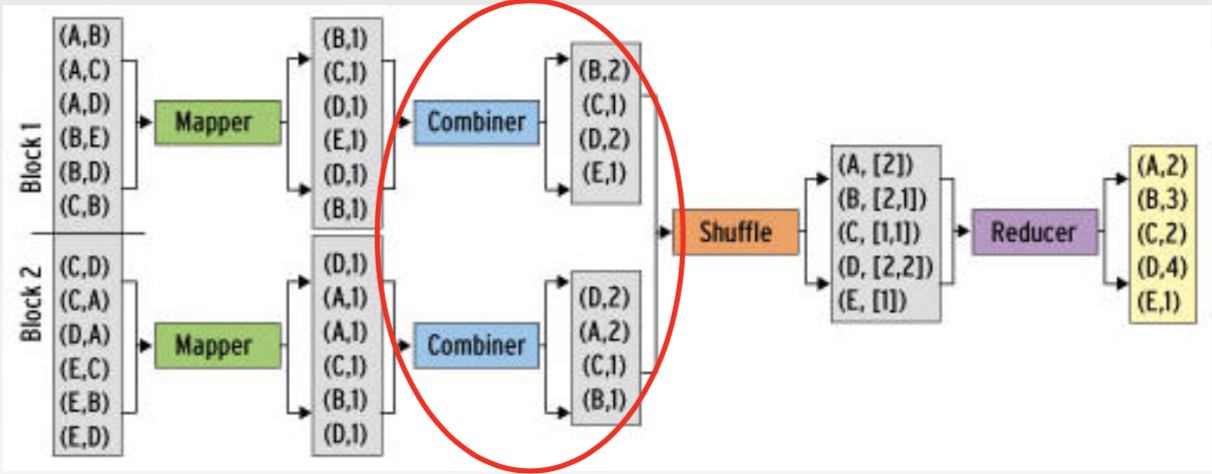 Block 1
(A,B)
(A,C)
(A,D)
(B,E)
(B,D)
(C,B)
Mapper
(B,1)
(C,1)
(D,1)
(E,1)
(D,1)
(B,1)
Combiner
(B,2)
(C,1)
(D,2)
(E,1)
Block 2
(C,D)
(C,A)
(D,A)
(E,C)
(E,B)
(E,D)
Mapper
(D,1)
(A,1)
(A,1)
(C,1)
(B,1)
(D,1)
Combiner
(D,2)
(A,2)
(C,1)
(B,1)
Shuffle
(A, [2])
(B, [2,1])
(C, [1,1])
(D, [2,2])
(E, [1])
Reducer
(A,2)
(B,3)
(C,2)
(D,4)
(E,1)